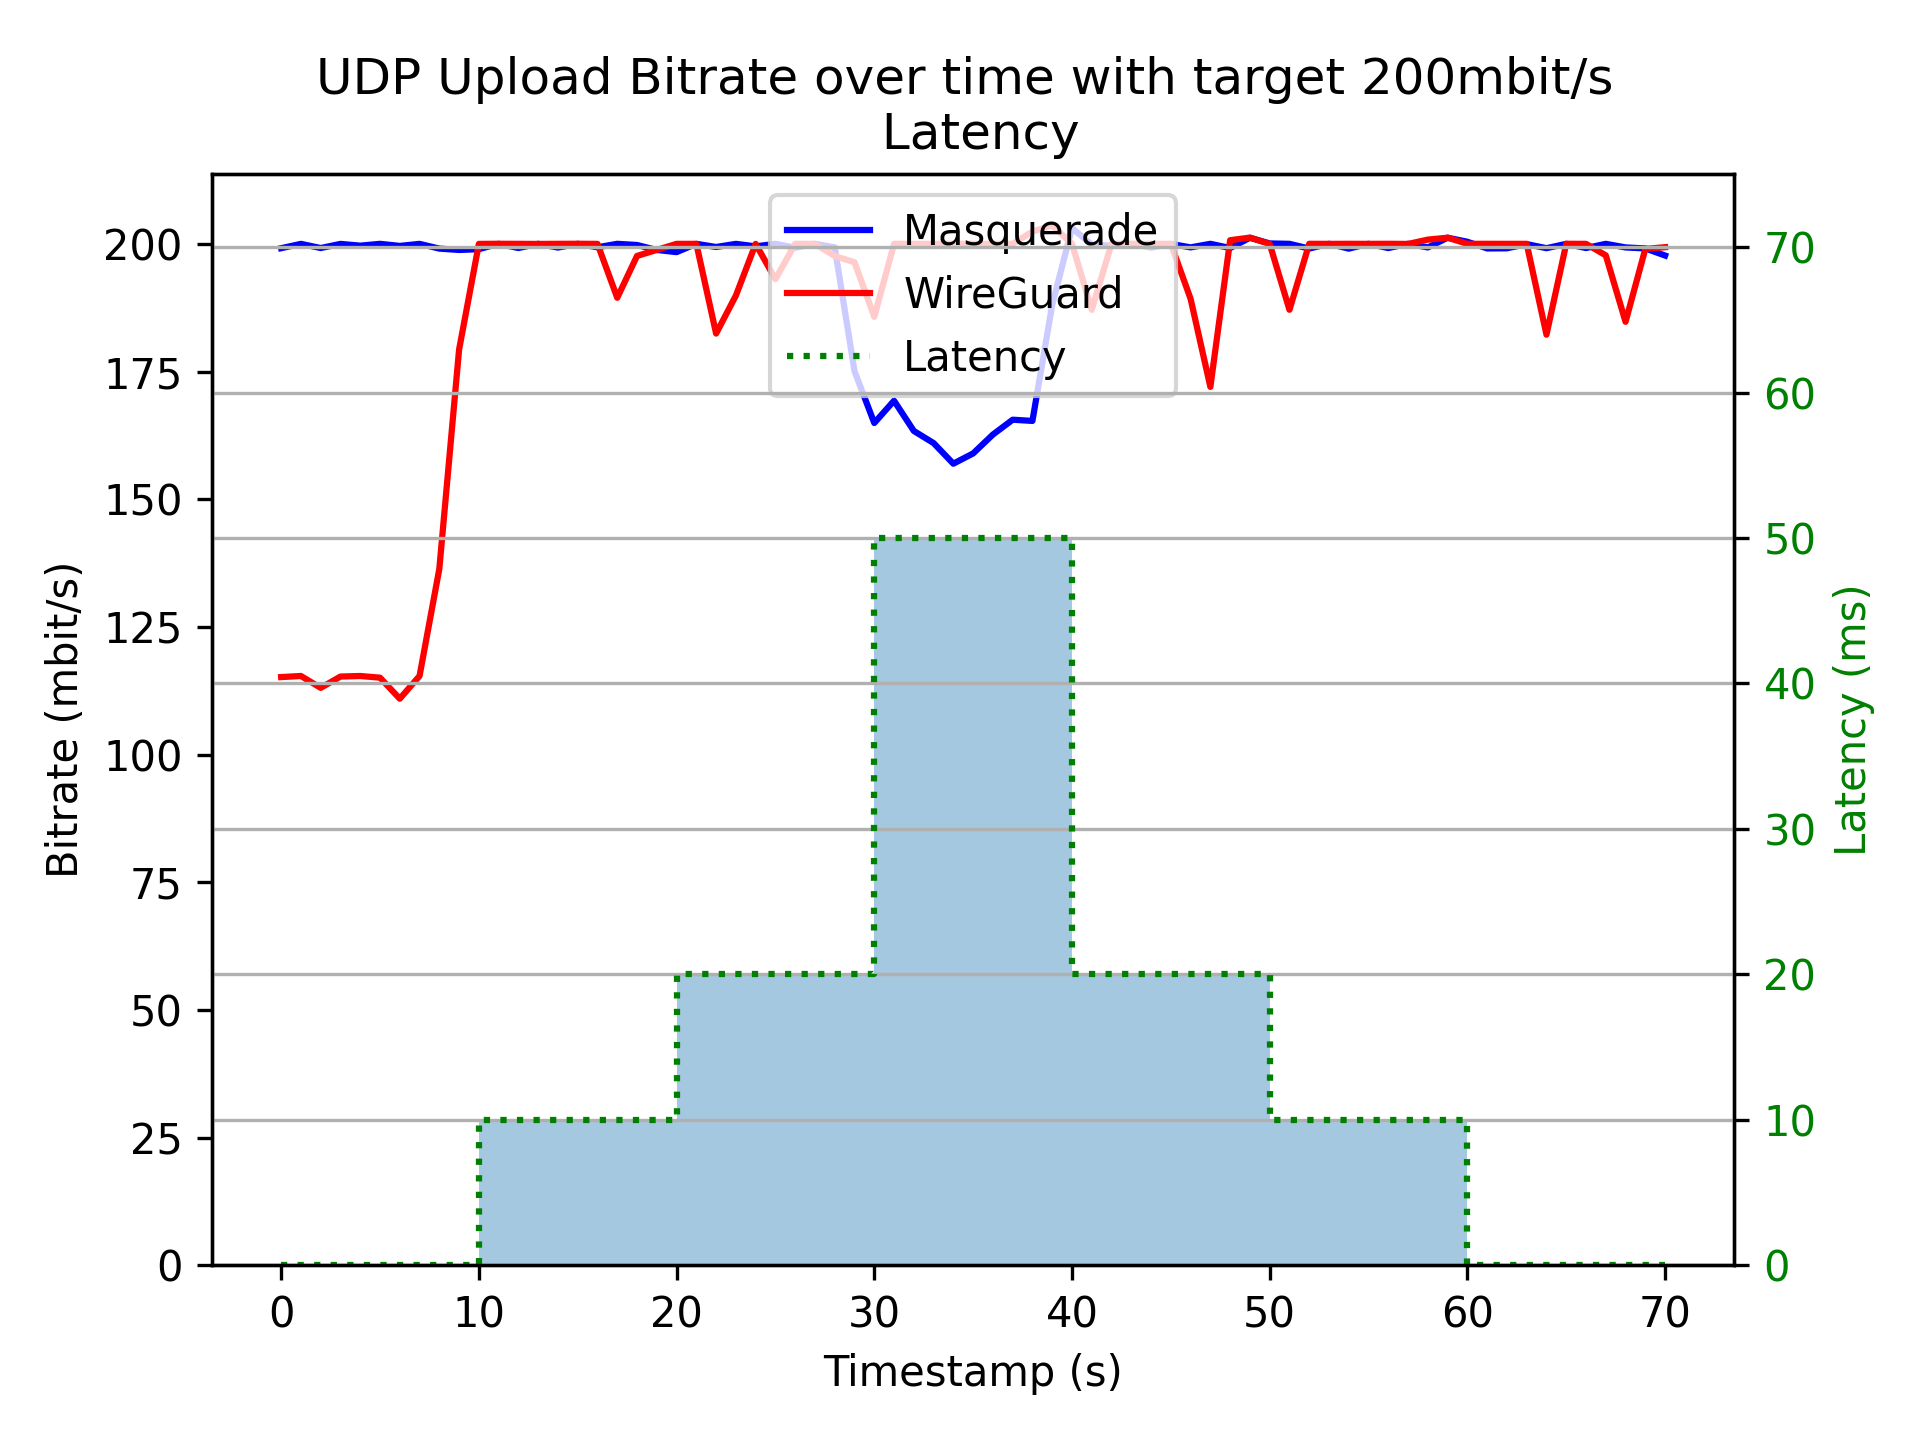 UDP Upload Bitrate over time with target 200mbit/s
Latency
Masquerade
WireGuard
Latency
200
175
150
125
100
75
50
25
0
Bitrate (mbit/s)
70
60
50
40
30
20
10
0
Latency (ms)
0 10 20 30 40 50 60 70
Timestamp (s)